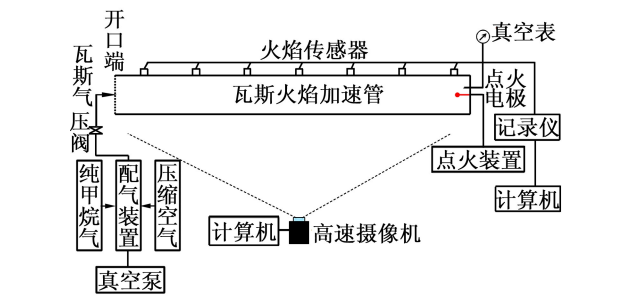 开口端
火焰传感器
真空表
瓦斯气
瓦斯火焰加速管
点火
电极
压阀
记录仪
点火装置
纯甲烷气
配气装置
压缩空气
计算机
计算机
高速摄像机
真空泵